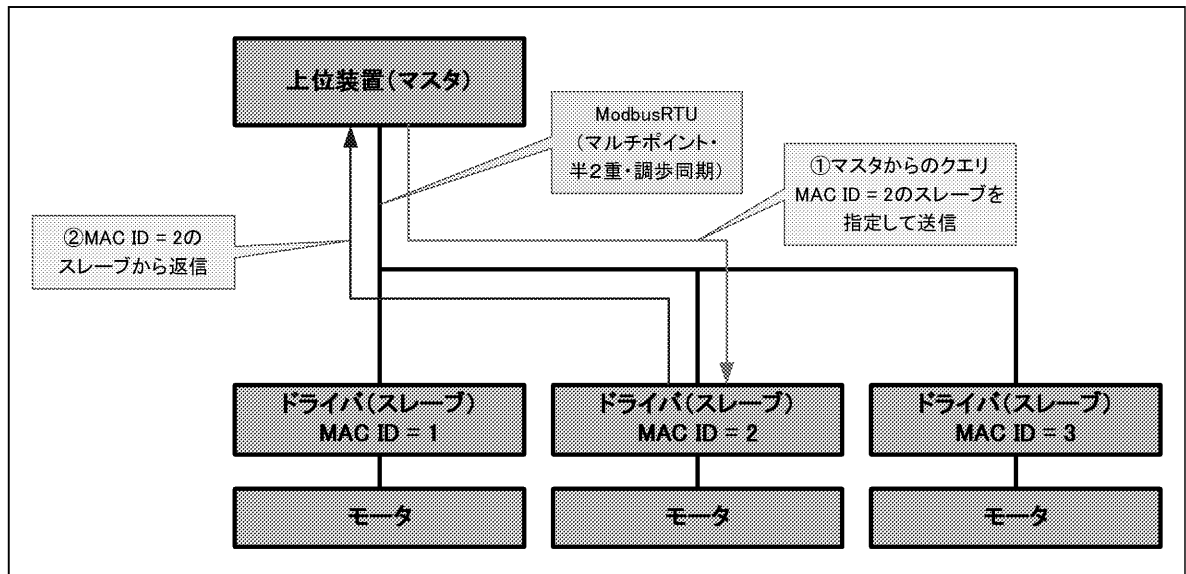 上位装置(マスタ)
ModbusRTU
(マルチポイント・
半2重・調歩同期)
①マスタからのクエリ
MAC ID = 2のスレーブを
指定して送信
②MAC ID = 2の
スレーブから返信
ドライバ(スレーブ)
MAC ID = 1
ドライバ(スレーブ)
MAC ID = 2
ドライバ(スレーブ)
MAC ID = 3
モータ
モータ
モータ